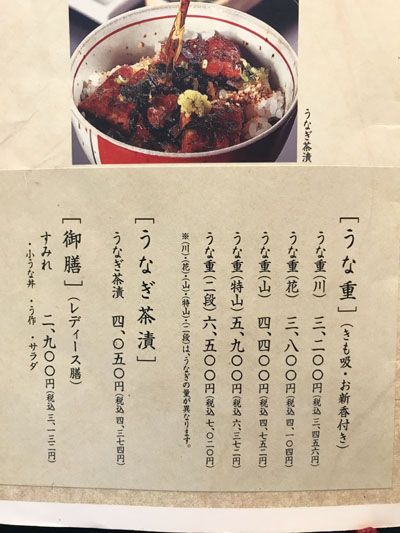 うなぎ茶漬
[うな重](きも吸・お新香付き)
うな重(川) 三、二〇〇円(税込 三、四五六円)
うな重(花) 三、八〇〇円(税込 四、一〇四円)
うな重(山) 四、四〇〇円(税込 四、七五二円)
うな重(特山) 五、九〇〇円(税込 六、三七二円)
うな重(二段) 六、五〇〇円(税込 七、〇二〇円)
※(川)・(花)・(山)・(特山)・(二段)は、うなぎの量が異なります。
[うなぎ茶漬]
うなぎ茶漬 四、〇五〇円(税込 四、三七四円)
[御膳](レディース膳)
すみれ 二、九〇〇円(税込 三、一三二円)
・小うな丼 ・う作 ・サラダ